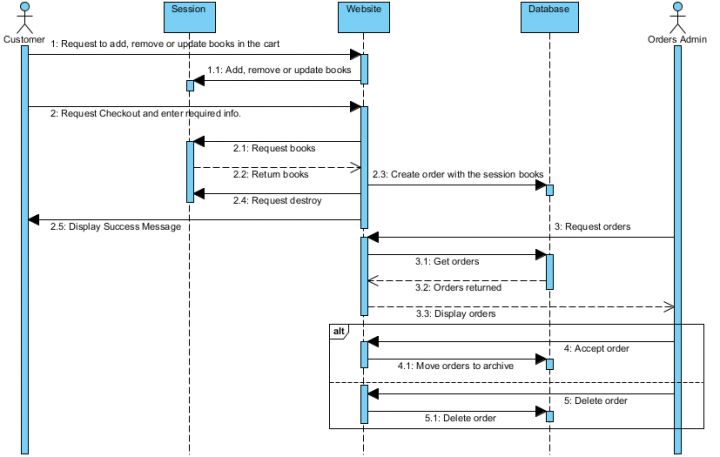 Session
Website
Database
Customer
Orders Admin
1: Request to add, remove or update books in the cart
1.1: Add, remove or update books
2: Request Checkout and enter required info.
2.1: Request books
2.2: Return books
2.3: Create order with the session books
2.4: Request destroy
2.5: Display Success Message
3: Request orders
3.1: Get orders
3.2: Orders returned
3.3: Display orders
alt
4: Accept order
4.1: Move orders to archive
5: Delete order
5.1: Delete order